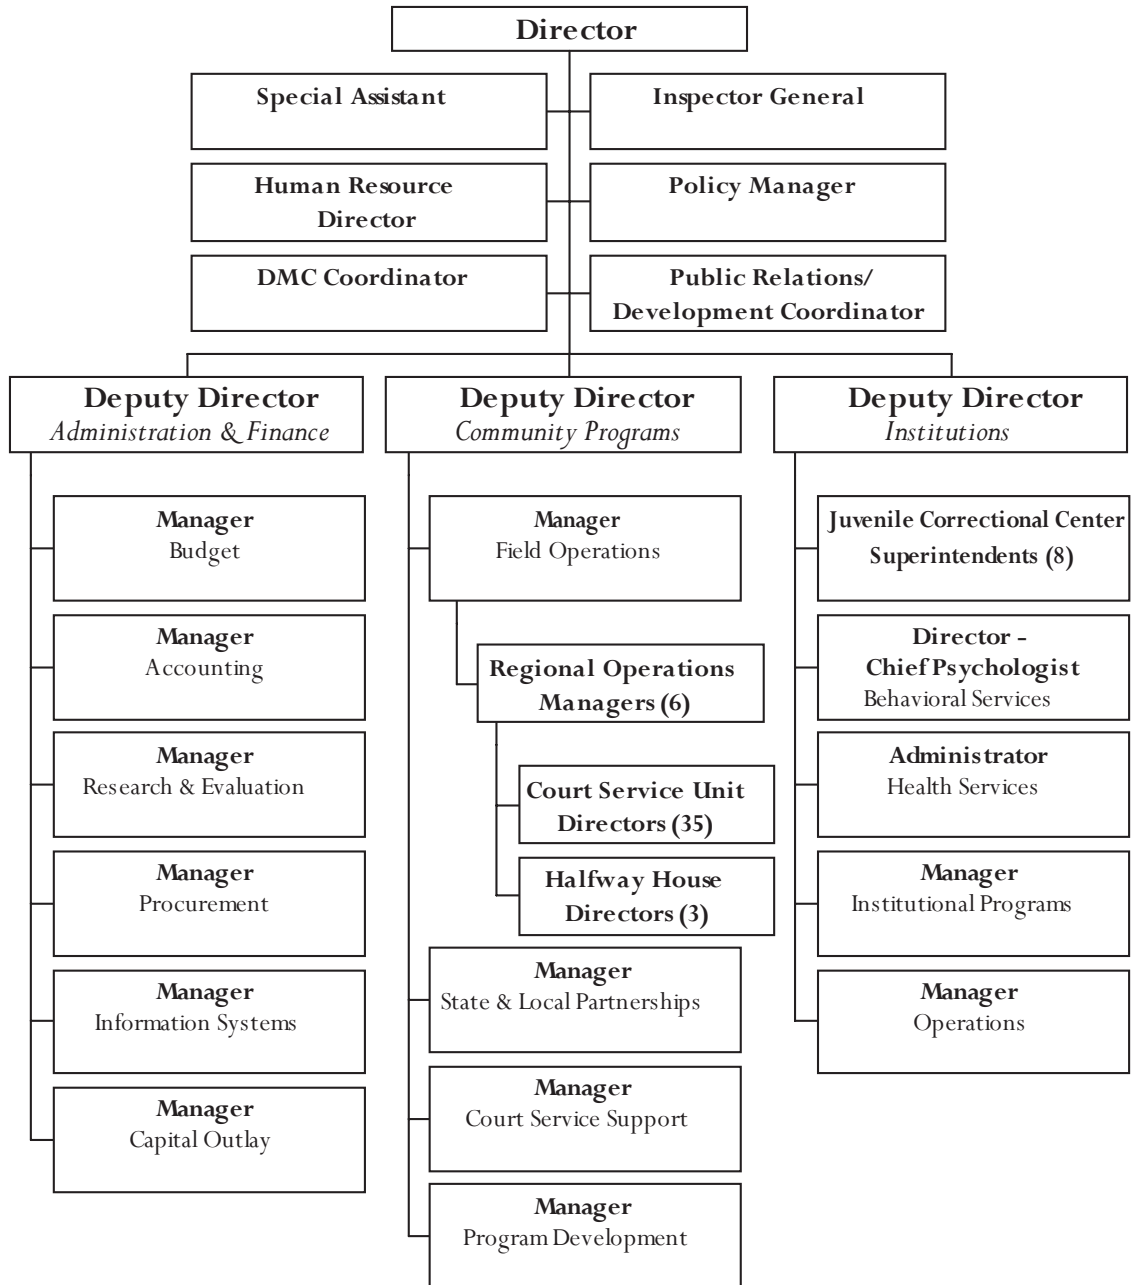 Director
Special Assistant
Inspector General
Human Resource
Director
Policy Manager
DMC Coordinator
Public Relations/
Development Coordinator
Deputy Director
Administration & Finance
Manager
Budget
Manager
Accounting
Manager
Research & Evaluation
Manager
Procurement
Manager
Information Systems
Manager
Capital Outlay
Deputy Director
Community Programs
Manager
Field Operations
Regional Operations
Managers (6)
Court Service Unit
Directors (35)
Halfway House
Directors (3)
Manager
State & Local Partnerships
Manager
Court Service Support
Manager
Program Development
Deputy Director
Institutions
Juvenile Correctional Center
Superintendents (8)
Director -
Chief Psychologist
Behavioral Services
Administrator
Health Services
Manager
Institutional Programs
Manager
Operations